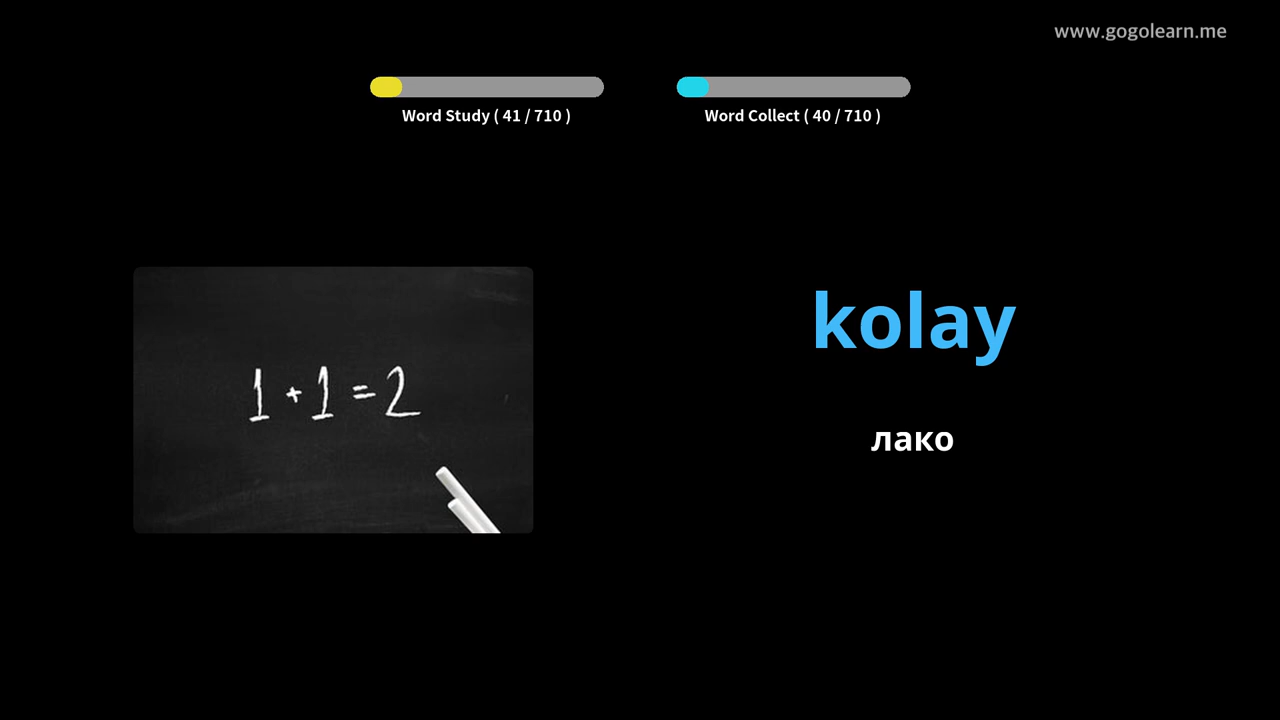 www.gogolearn.me
Word Study ( 41 / 710 )
Word Collect ( 40 / 710 )
1 + 1 = 2
kolay
лако